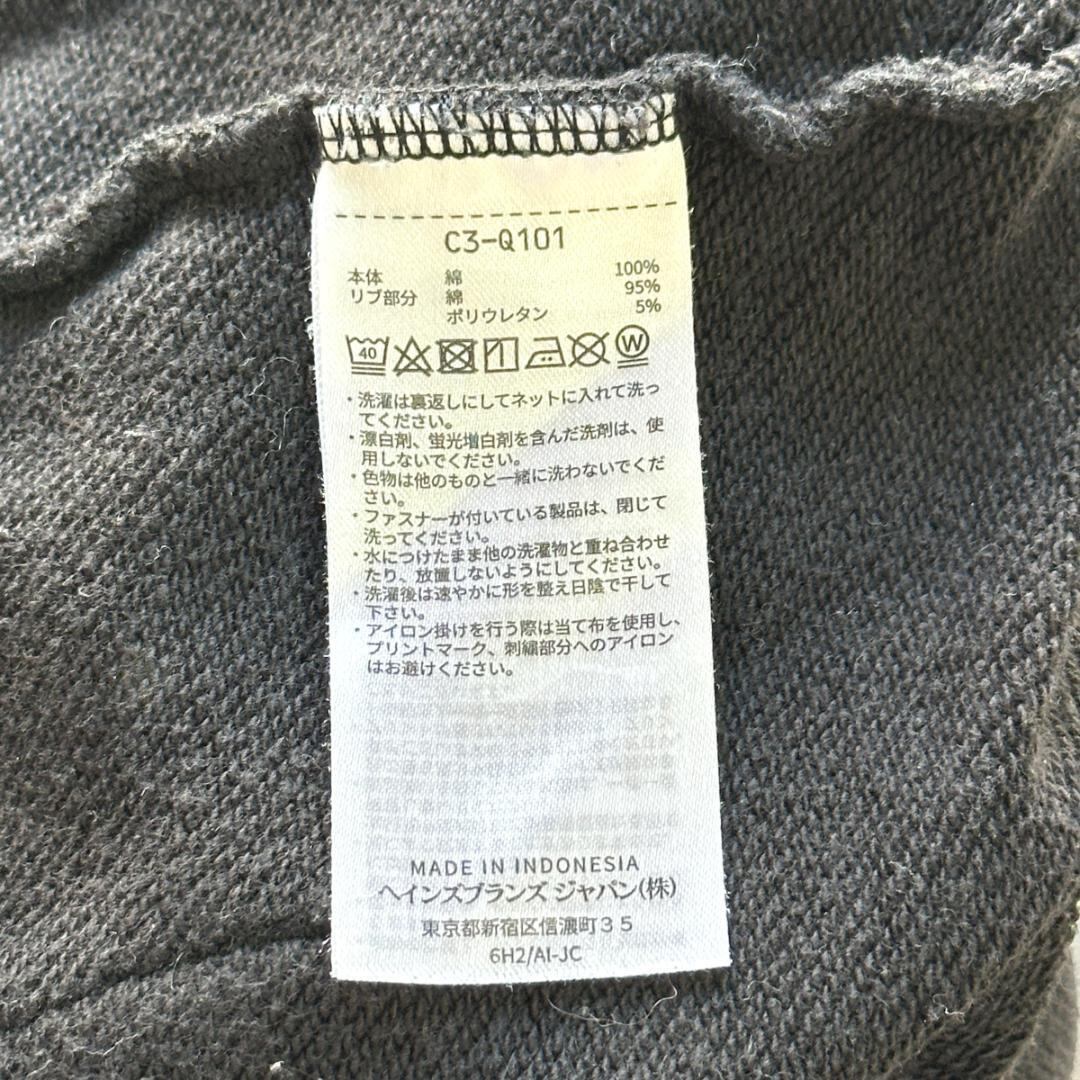 C3-Q101
本体 綿 100%
リブ部分 綿 95%
ポリウレタン 5%
40 W
・洗濯は裏返しにしてネットに入れて洗っ
てください。
・漂白剤、蛍光増白剤を含んだ洗剤は、使
用しないでください。
・色物は他のものと一緒に洗わないでくだ
さい。
・ファスナーが付いている製品は、閉じて
洗ってください。
・水につけたまま他の洗濯物と重ね合わせ
たり、放置しないようにしてください。
・洗濯後は速やかに形を整え日陰で干して
下さい。
・アイロン掛けを行う際は当て布を使用し、
プリントマーク、刺繍部分へのアイロン
はお避けください。
MADE IN INDONESIA
ヘインズブランズ ジャパン(株)
東京都新宿区信濃町35
6H2/AI-JC